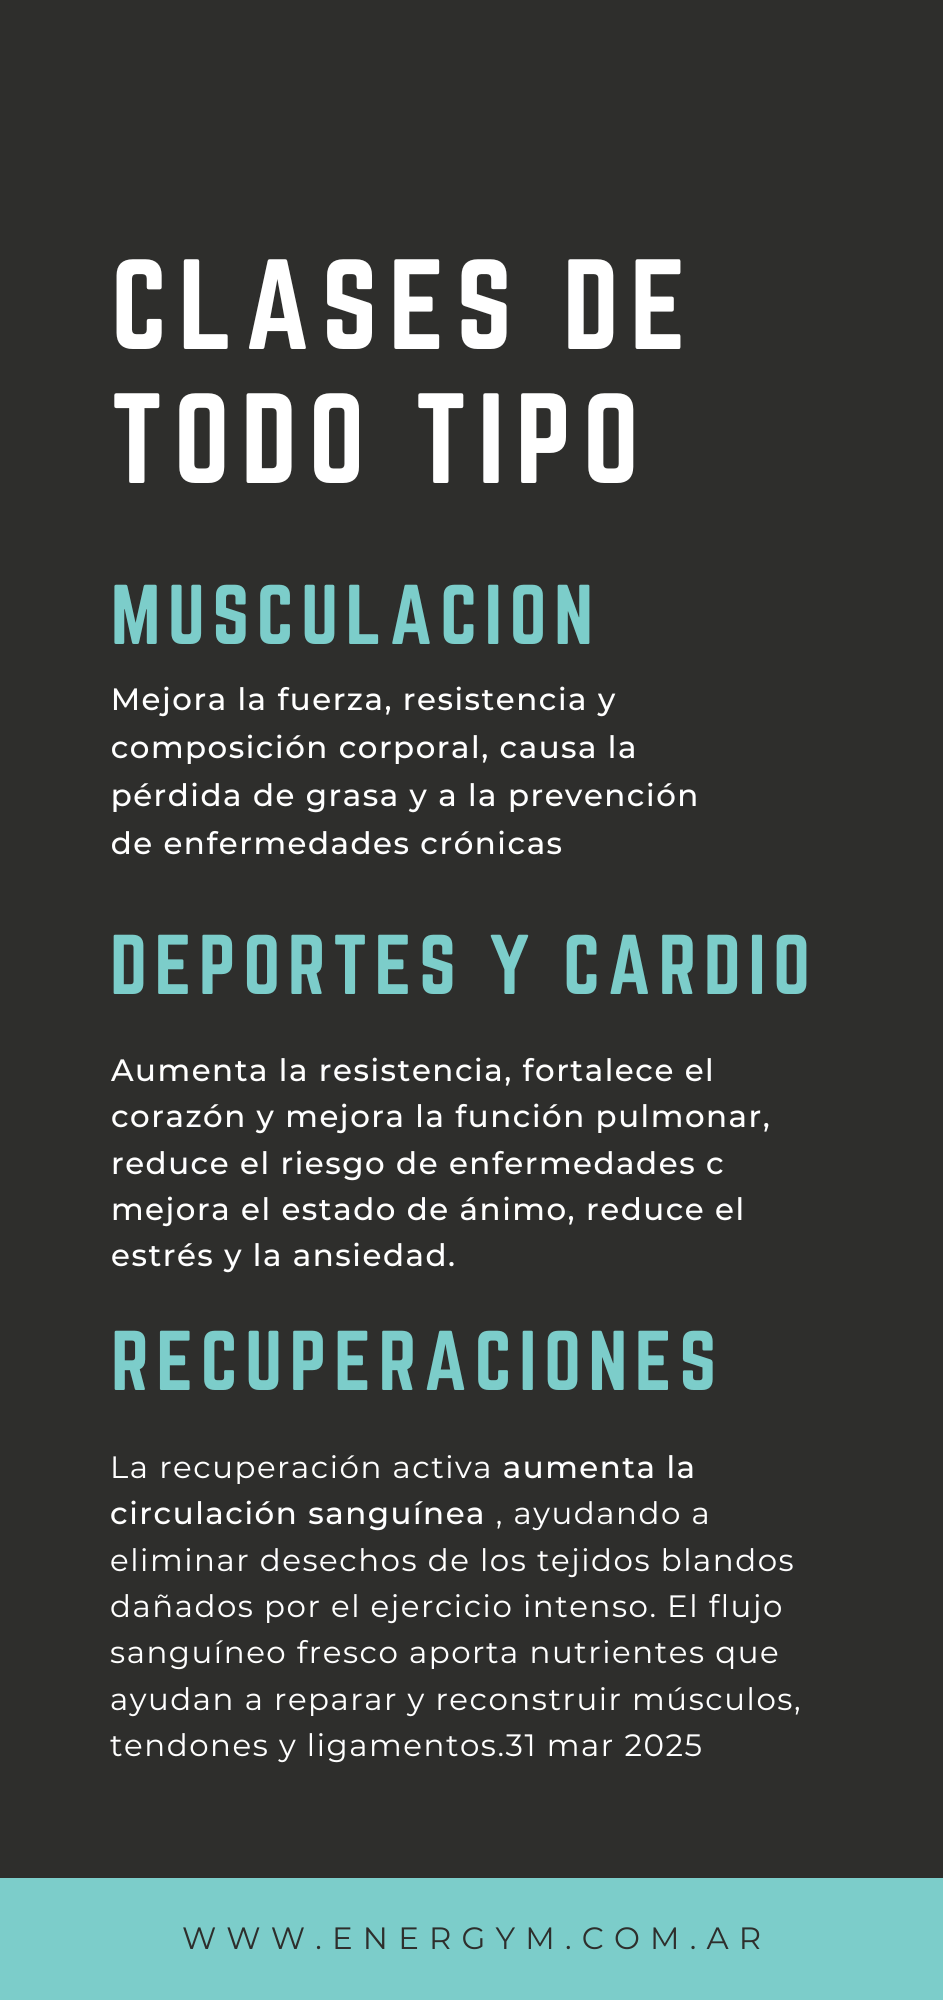 CLASES DE
TODO TIPO
MUSCULACION
Mejora la fuerza, resistencia y
composición corporal, causa la
pérdida de grasa y a la prevención
de enfermedades crónicas
DEPORTES Y CARDIO
Aumenta la resistencia, fortalece el
corazón y mejora la función pulmonar,
reduce el riesgo de enfermedades c
mejora el estado de ánimo, reduce el
estrés y la ansiedad.
RECUPERACIONES
La recuperación activa aumenta la
circulación sanguínea , ayudando a
eliminar desechos de los tejidos blandos
dañados por el ejercicio intenso. El flujo
sanguíneo fresco aporta nutrientes que
ayudan a reparar y reconstruir músculos,
tendones y ligamentos.31 mar 2025
WWW.ENERGYM.COM.AR